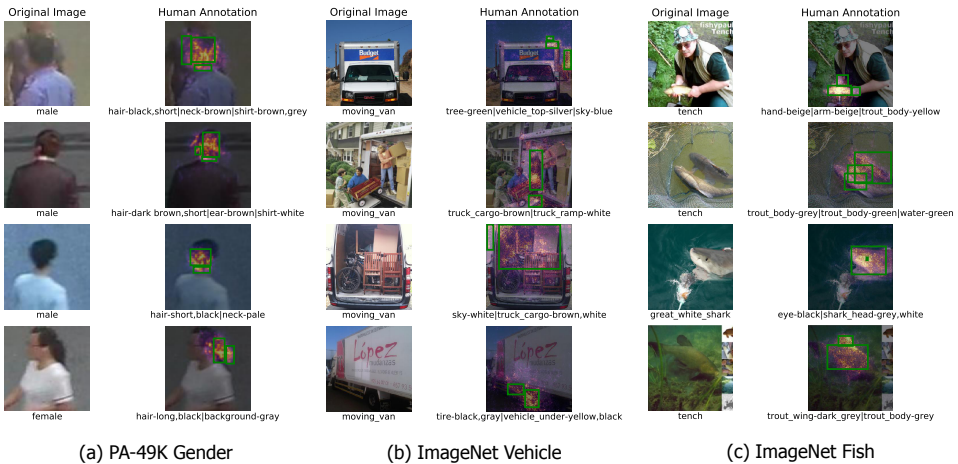 Original Image
Human Annotation
Original Image
Human Annotation
Original Image
Human Annotation
Budget
fishypaul
Tench
male
hair-black,short|neck-brown|shirt-brown,grey
moving_van
tree-green|vehicle_top-silver|sky-blue
tench
hand-beige|arm-beige|trout_body-yellow
male
hair-dark brown,short|ear-brown|shirt-white
moving_van
truck_cargo-brown|truck_ramp-white
tench
trout_body-grey|trout_body-green|water-green
male
hair-short,black|neck-pale
moving_van
sky-white|truck_cargo-brown,white
great_white_shark
eye-black|shark_head-grey,white
López
female
hair-long,black|background-gray
moving_van
tire-black,gray|vehicle_under-yellow,black
tench
trout_wing-dark_grey|trout_body-grey
(a) PA-49K Gender
(b) ImageNet Vehicle
(c) ImageNet Fish